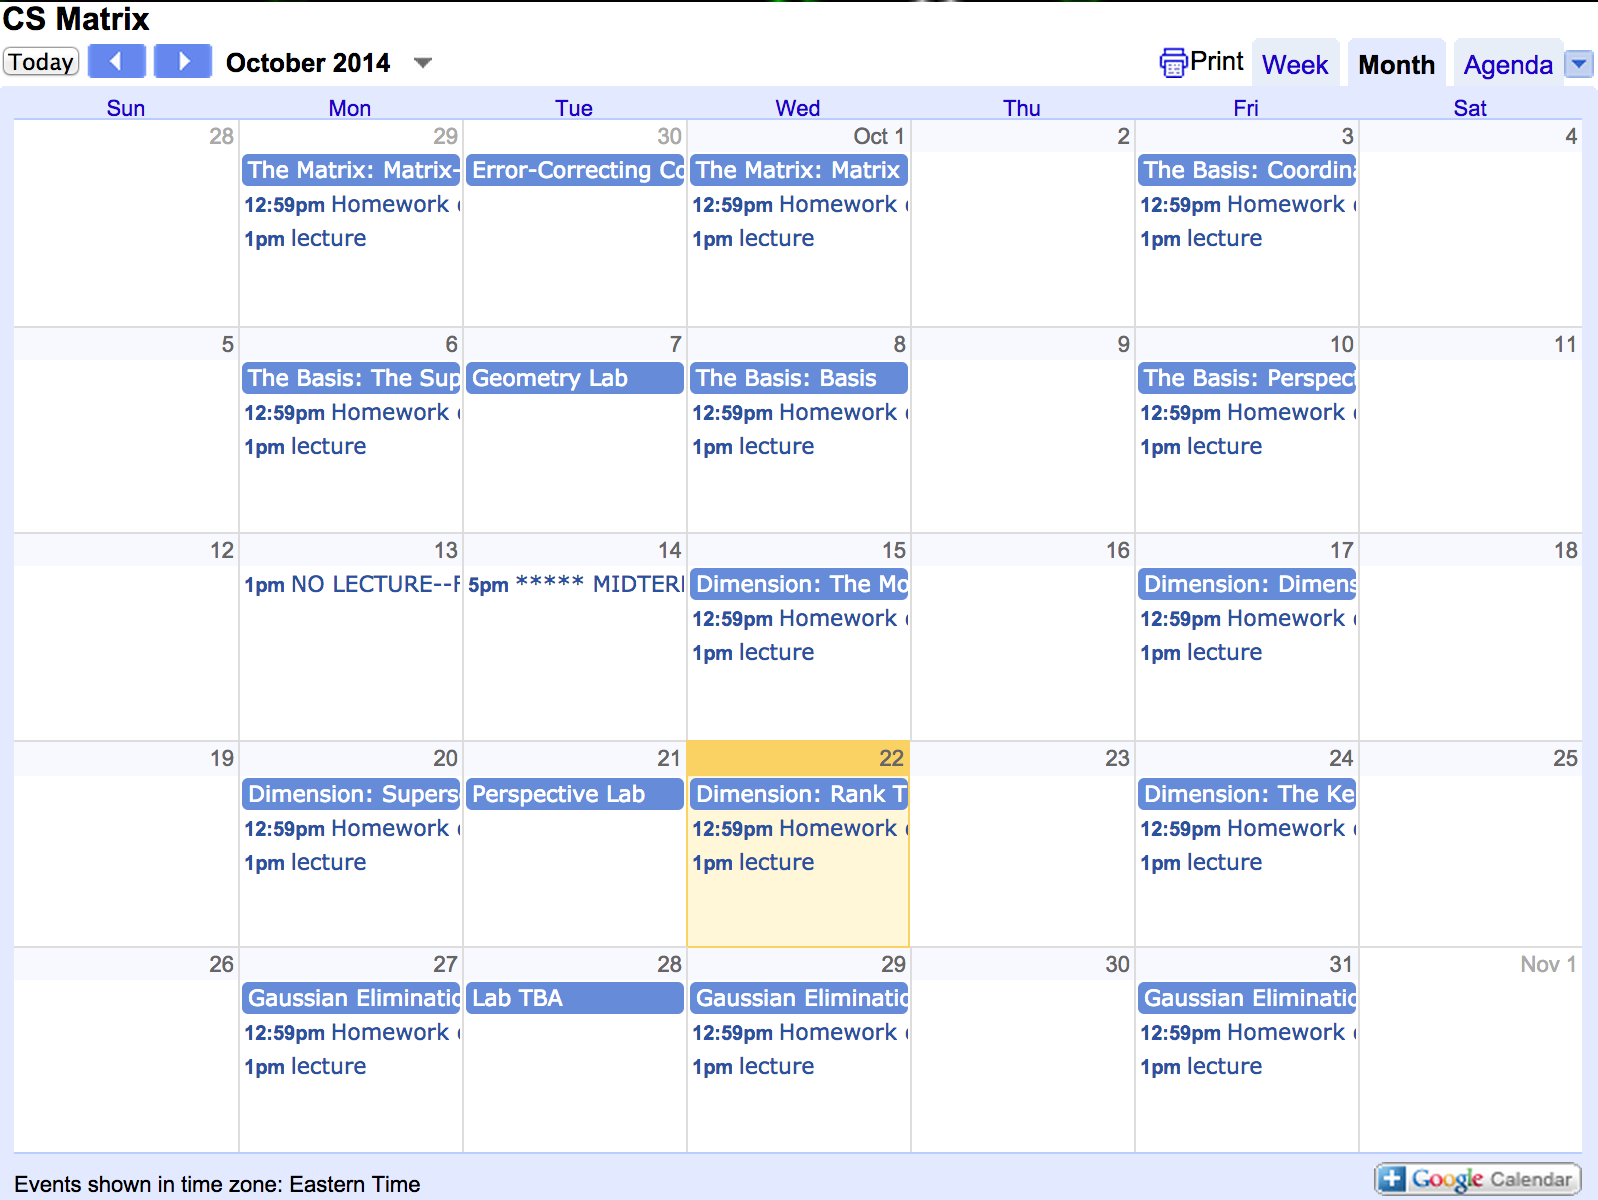 CS Matrix
Today October 2014 Print Week Month Agenda
Sun Mon Tue Wed Thu Fri Sat
28 29 30 Oct 1 2 3 4
The Matrix: Matrix- Error-Correcting Co The Matrix: Matrix The Basis: Coordina
12:59pm Homework 12:59pm Homework 12:59pm Homework
1pm lecture 1pm lecture 1pm lecture
5 6 7 8 9 10 11
The Basis: The Sup Geometry Lab The Basis: Basis The Basis: Perspect
12:59pm Homework 12:59pm Homework 12:59pm Homework
1pm lecture 1pm lecture 1pm lecture
12 13 14 15 16 17 18
1pm NO LECTURE-- 5pm ***** MIDTER Dimension: The Mo Dimension: Dimens
12:59pm Homework 12:59pm Homework
1pm lecture 1pm lecture
19 20 21 22 23 24 25
Dimension: Supers Perspective Lab Dimension: Rank T Dimension: The Ke
12:59pm Homework 12:59pm Homework 12:59pm Homework
1pm lecture 1pm lecture 1pm lecture
26 27 28 29 30 31 Nov 1
Gaussian Eliminatio Lab TBA Gaussian Eliminatio Gaussian Eliminatio
12:59pm Homework 12:59pm Homework 12:59pm Homework
1pm lecture 1pm lecture 1pm lecture
Events shown in time zone: Eastern Time Google Calendar